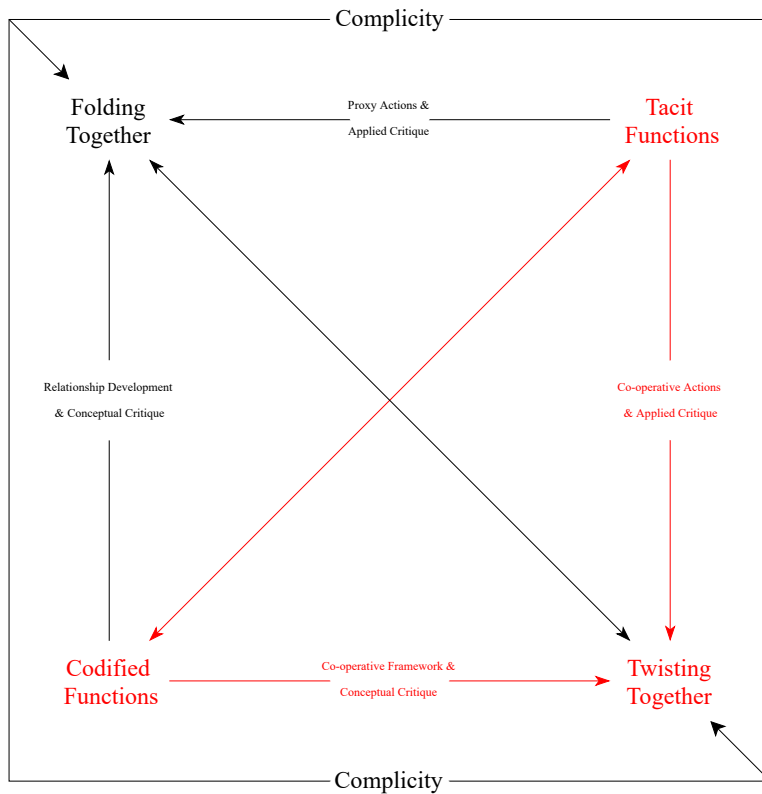 Complicity
Folding
Together
Proxy Actions &
Applied Critique
Tacit
Functions
Relationship Development
& Conceptual Critique
Co-operative Actions
& Applied Critique
Codified
Functions
Co-operative Framework &
Conceptual Critique
Twisting
Together
Complicity